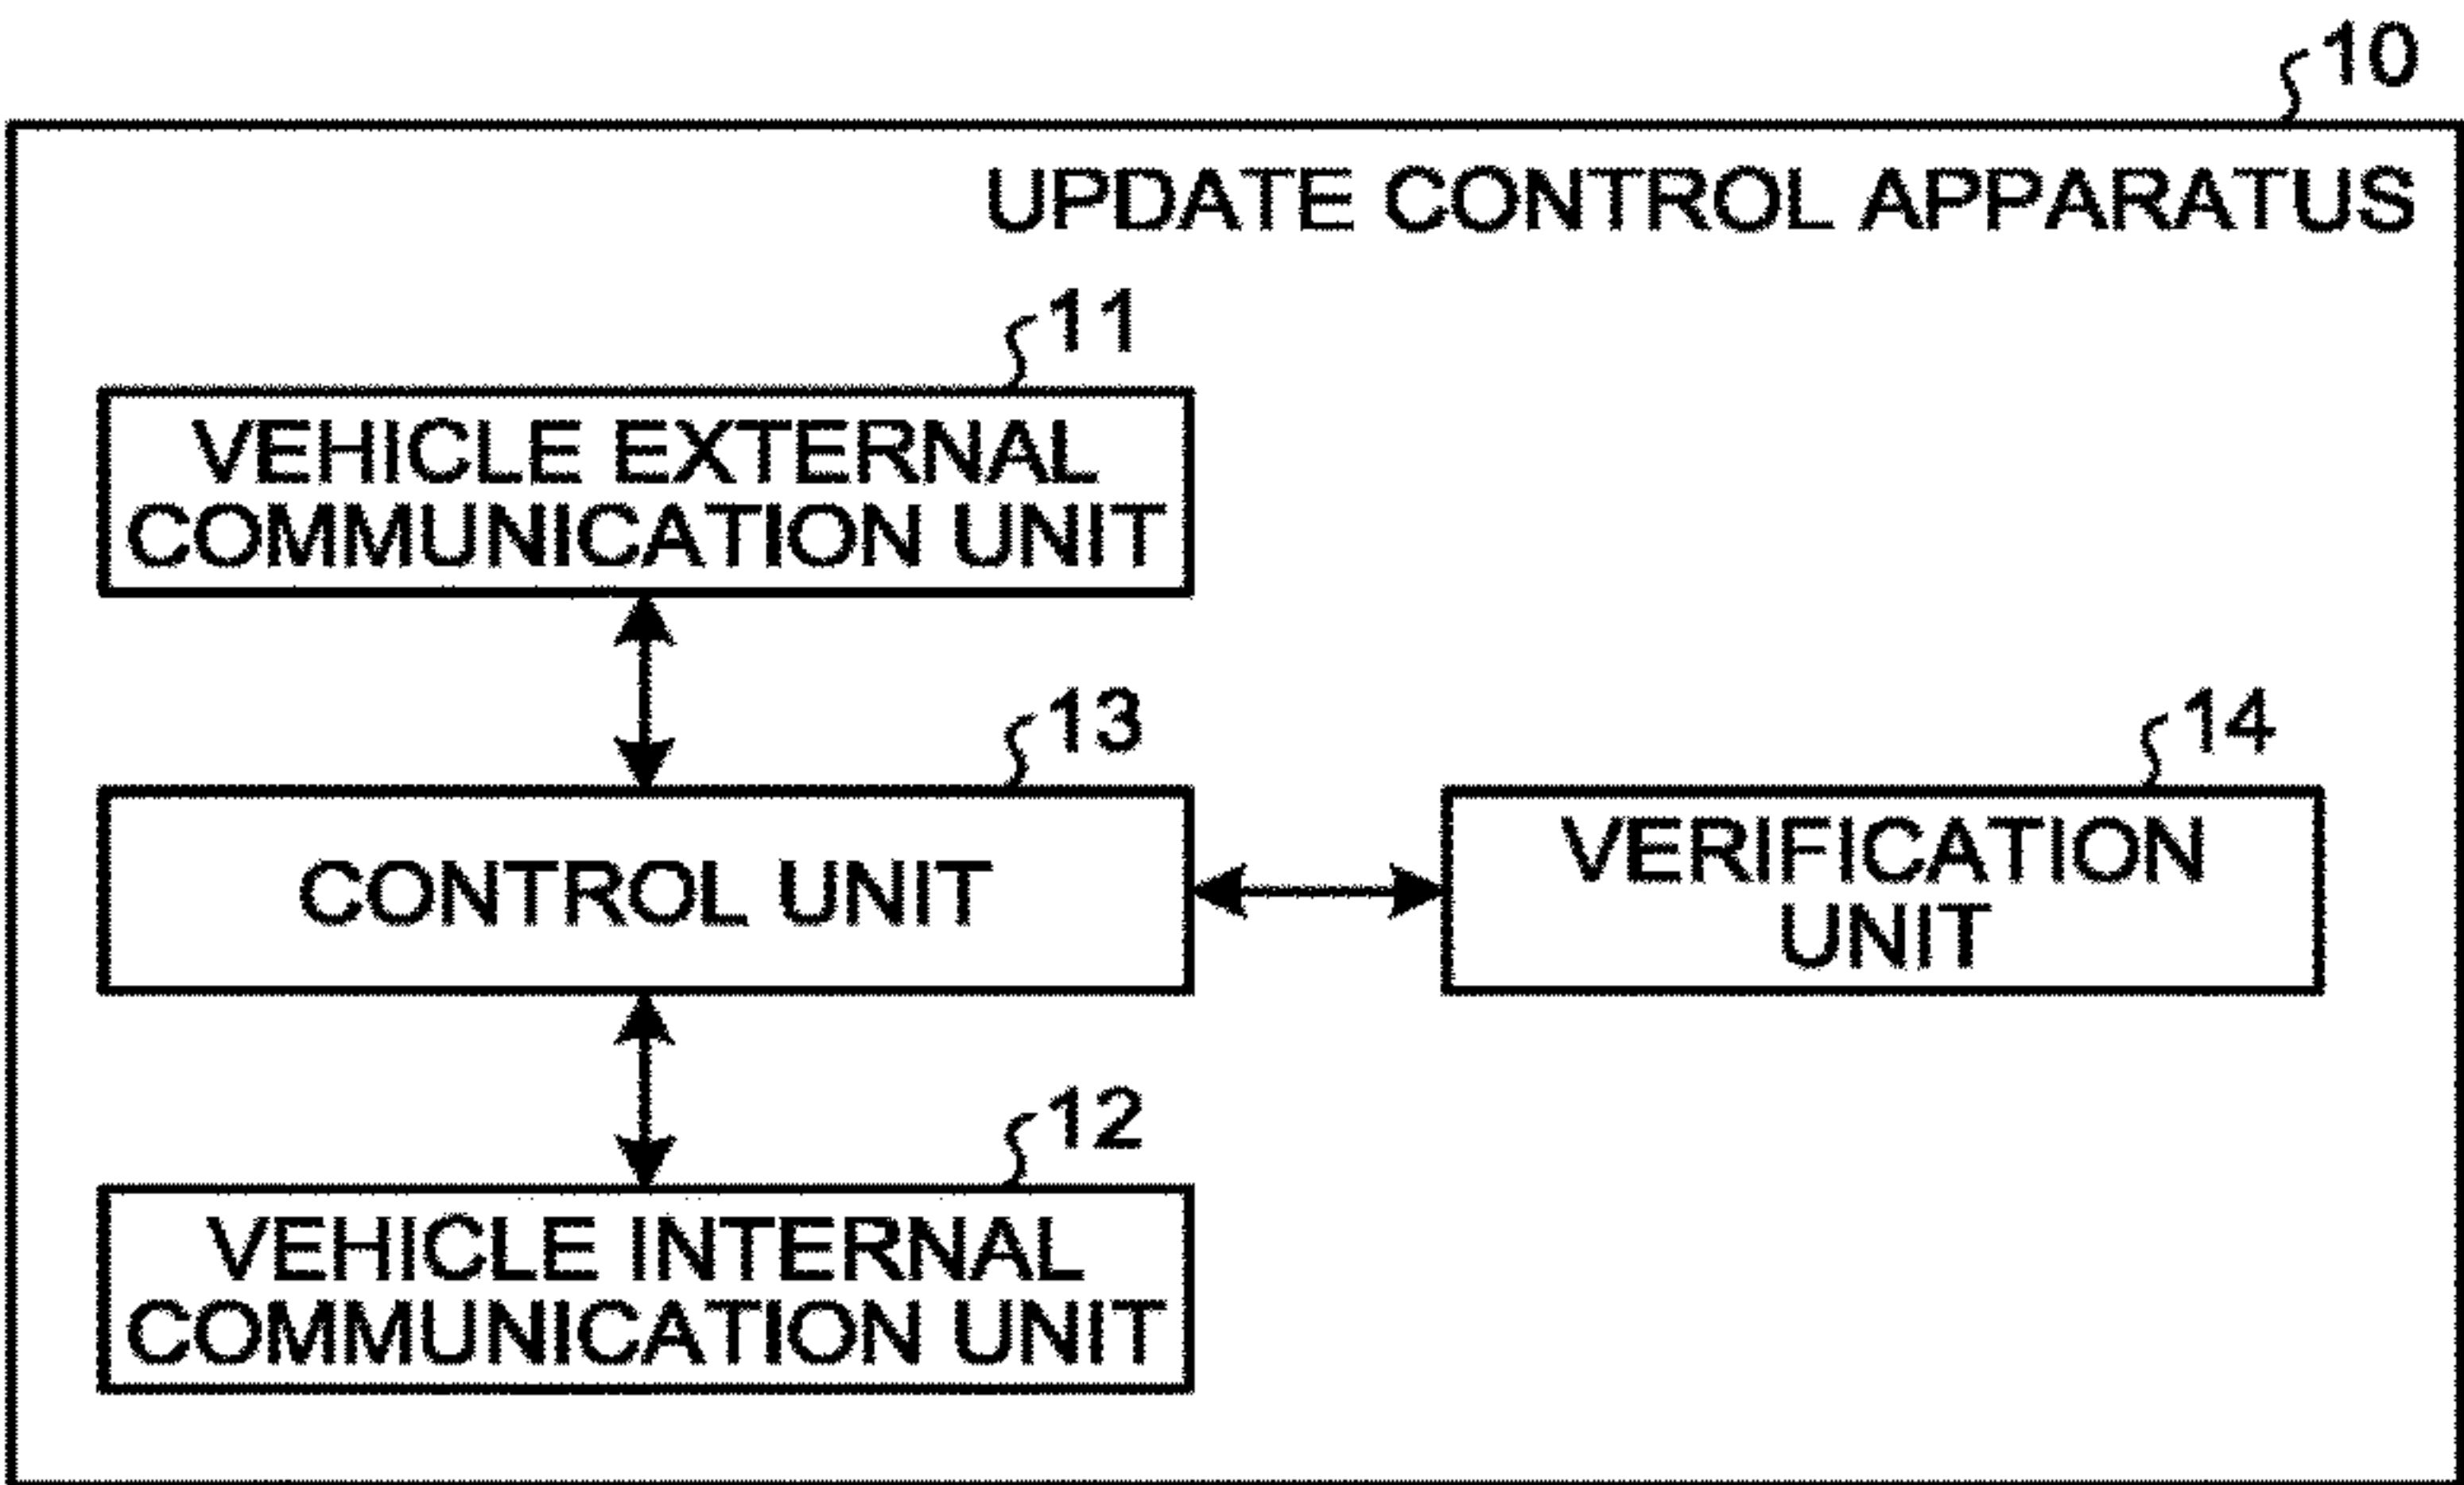 10
UPDATE CONTROL APPARATUS
11
VEHICLE EXTERNAL
COMMUNICATION UNIT
13
CONTROL UNIT
14
VERIFICATION
UNIT
12
VEHICLE INTERNAL
COMMUNICATION UNIT